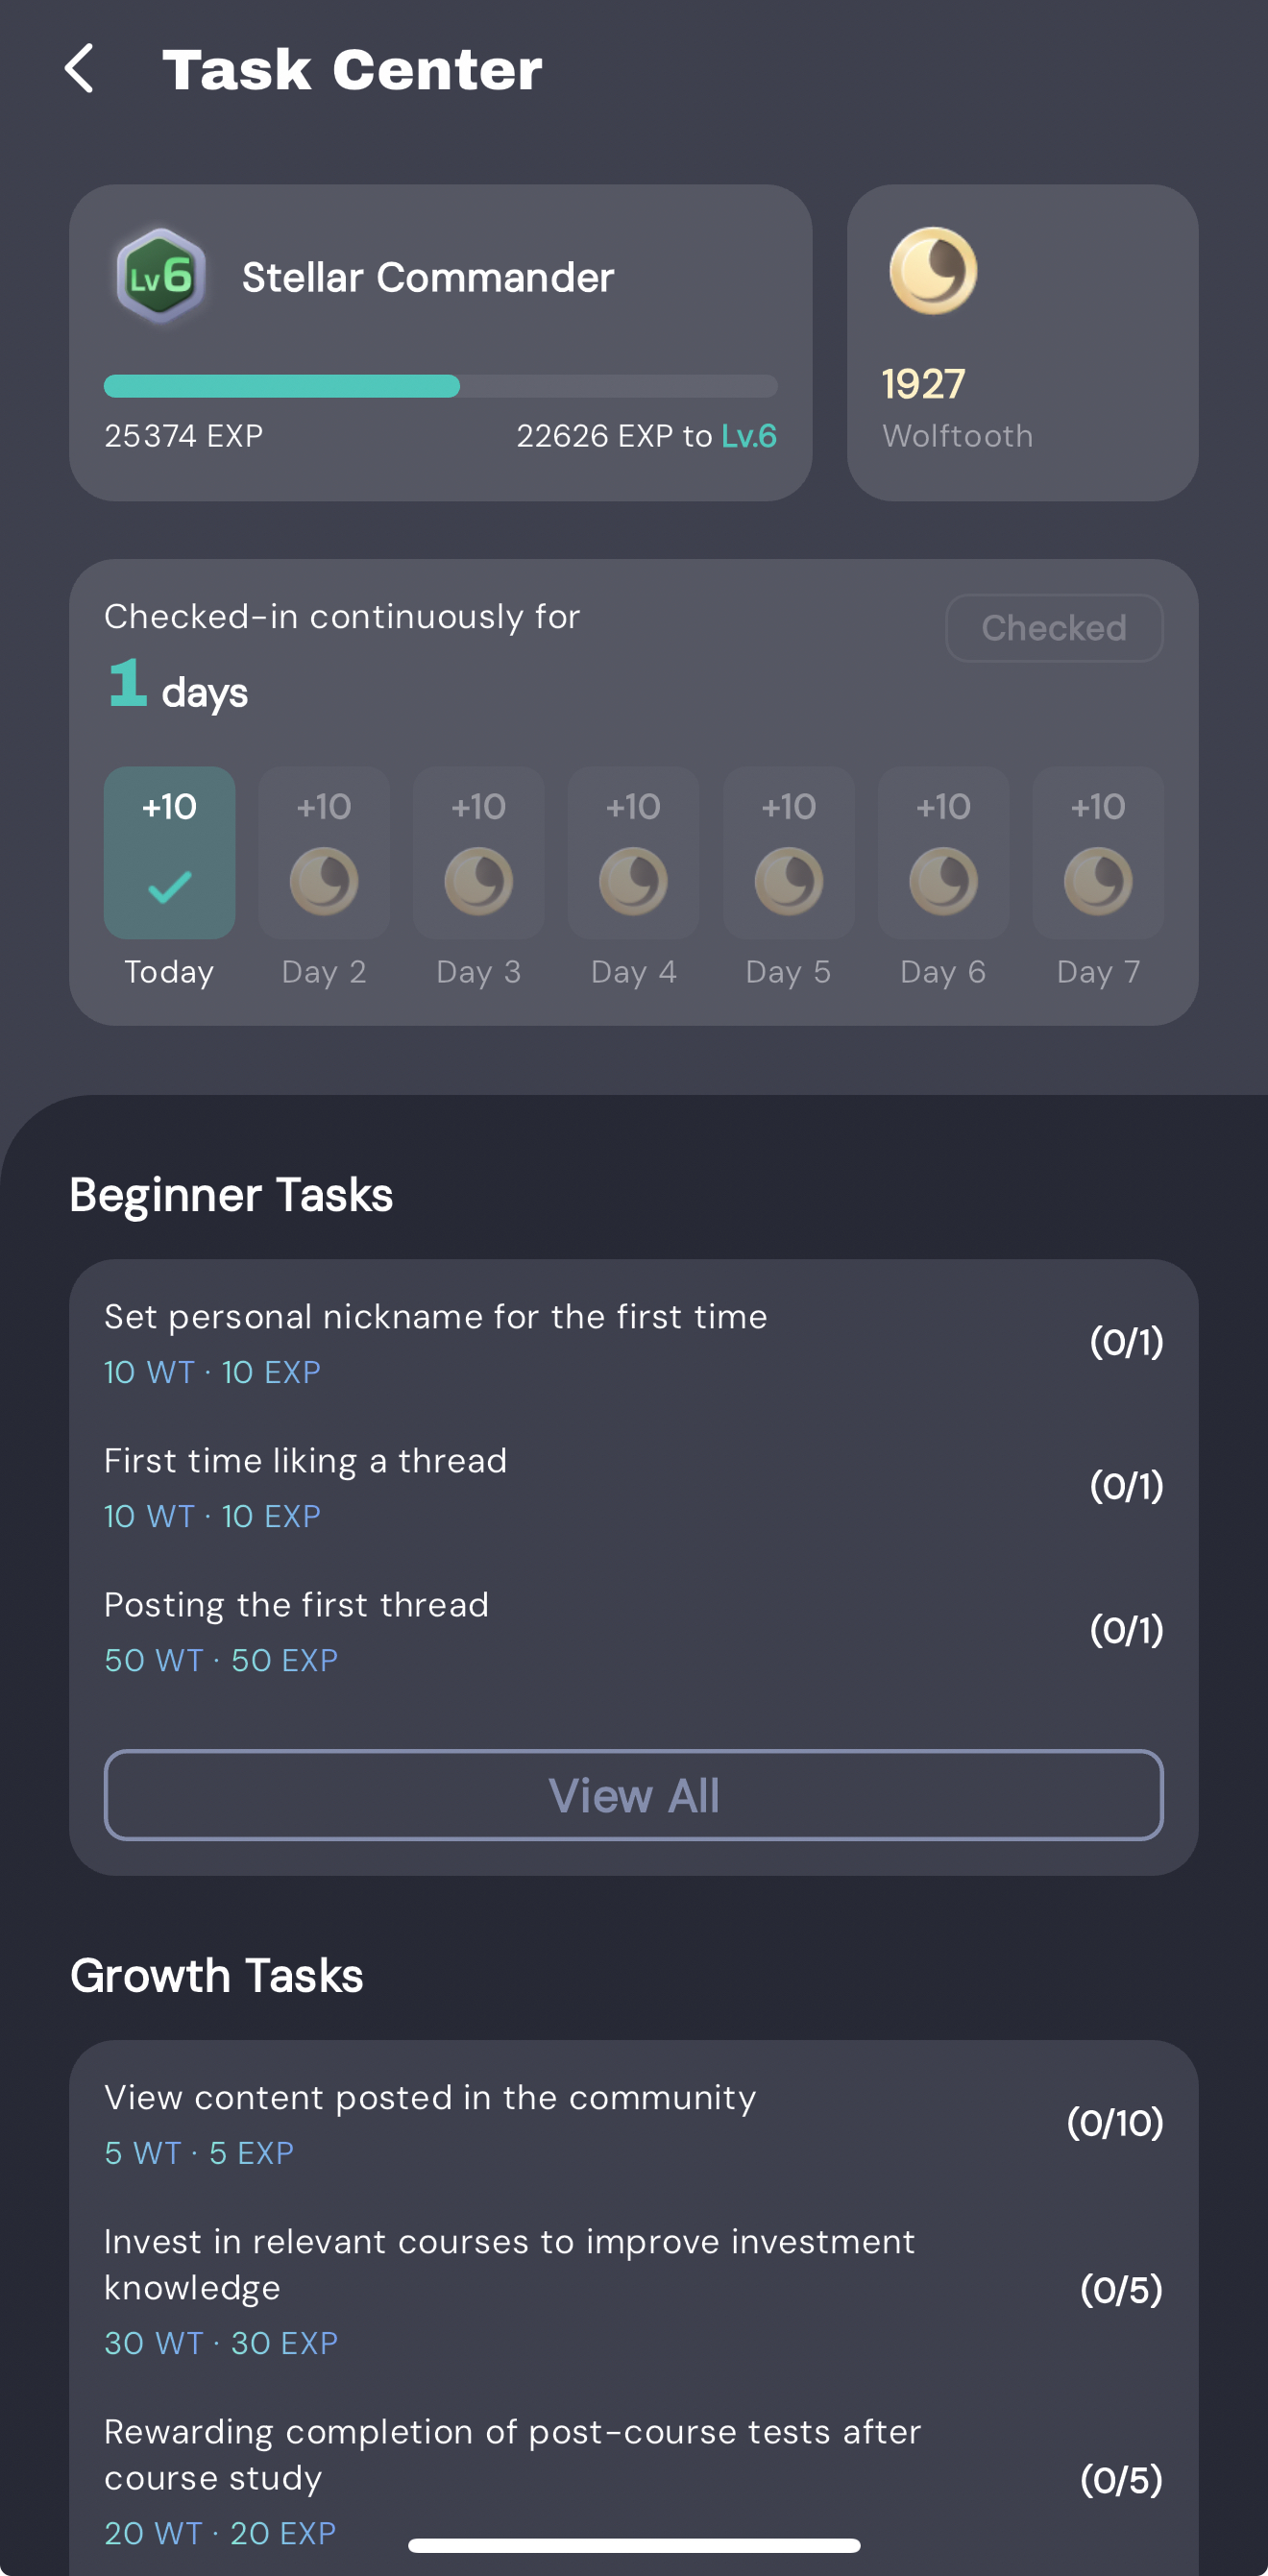 Task Center
Lv6
Stellar Commander
25374 EXP
22626 EXP to Lv.6
1927
Wolftooth
Checked-in continuously for
Checked
1 days
+10 +10 +10 +10 +10 +10 +10
Today Day 2 Day 3 Day 4 Day 5 Day 6 Day 7
Beginner Tasks
Set personal nickname for the first time
(0/1)
10 WT · 10 EXP
First time liking a thread
(0/1)
10 WT · 10 EXP
Posting the first thread
(0/1)
50 WT · 50 EXP
View All
Growth Tasks
View content posted in the community
(0/10)
5 WT · 5 EXP
Invest in relevant courses to improve investment
knowledge
(0/5)
30 WT · 30 EXP
Rewarding completion of post-course tests after
course study
(0/5)
20 WT · 20 EXP